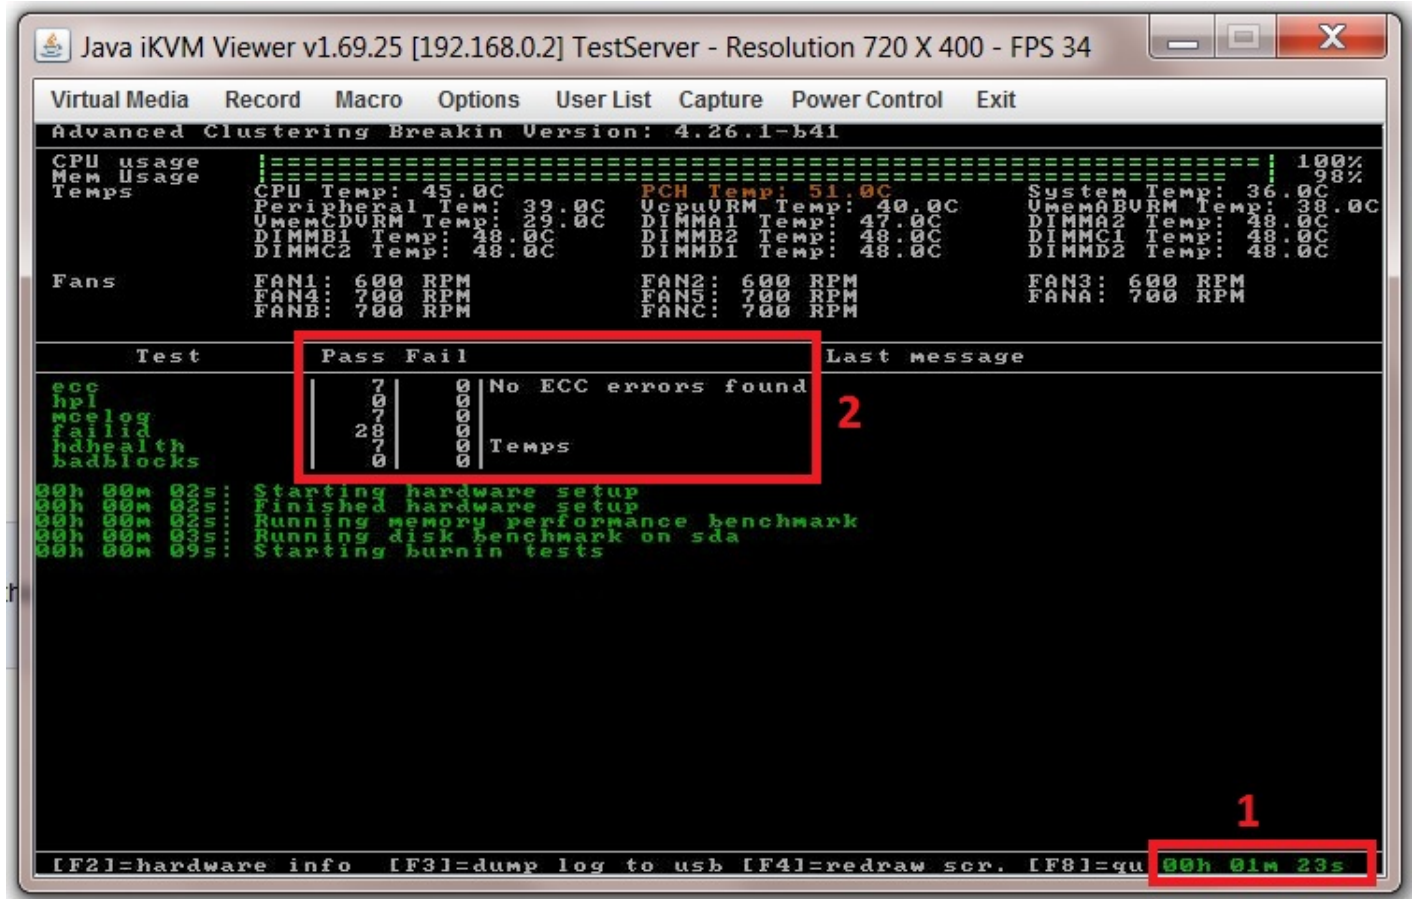 Java iKVM Viewer v1.69.25 [192.168.0.2] TestServer - Resolution 720 X 400 - FPS 34
X
Virtual Media Record Macro Options User List Capture Power Control Exit
Advanced Clustering Breakin Version: 4.26.1-b41
CPU usage |===========================================================| 100%
Mem Usage |========================================================= | 98%
Temps CPU Temp: 45.0C PCH Temp: 51.0C System Temp: 36.0C
Peripheral Tem: 39.0C VcpuVRM Temp: 40.0C VmemABVRM Temp: 38.0C
VmemCDVRM Temp: 29.0C DIMMA1 Temp: 47.0C DIMMA2 Temp: 48.0C
DIMMB1 Temp: 48.0C DIMMB2 Temp: 48.0C DIMMC1 Temp: 48.0C
DIMMC2 Temp: 48.0C DIMMD1 Temp: 48.0C DIMMD2 Temp: 48.0C
Fans FAN1: 600 RPM FAN2: 600 RPM FAN3: 600 RPM
FAN4: 700 RPM FAN5: 700 RPM FANA: 700 RPM
FANB: 700 RPM FANC: 700 RPM
Test Pass Fail Last message
ecc | 7| 0|No ECC errors found
hpl | 0| 0|
mcelog | 7| 0|
failid | 28| 0|
hdhealth | 7| 0|Temps
badblocks | 0| 0|
2
00h 00m 02s: Starting hardware setup
00h 00m 02s: Finished hardware setup
00h 00m 02s: Running memory performance benchmark
00h 00m 03s: Running disk benchmark on sda
00h 00m 09s: Starting burnin tests
1
[F2]=hardware info [F3]=dump log to usb [F4]=redraw scr. [F8]=qu 00h 01m 23s